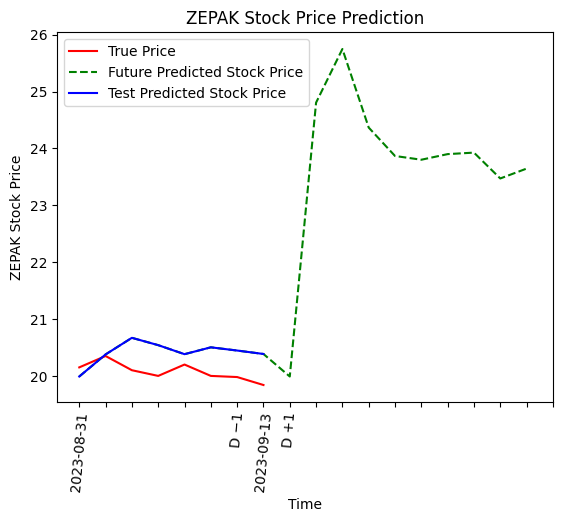 ZEPAK Stock Price Prediction
True Price
Future Predicted Stock Price
Test Predicted Stock Price
ZEPAK Stock Price
26
25
24
23
22
21
20
2023-08-31
D −1
2023-09-13
D +1
Time